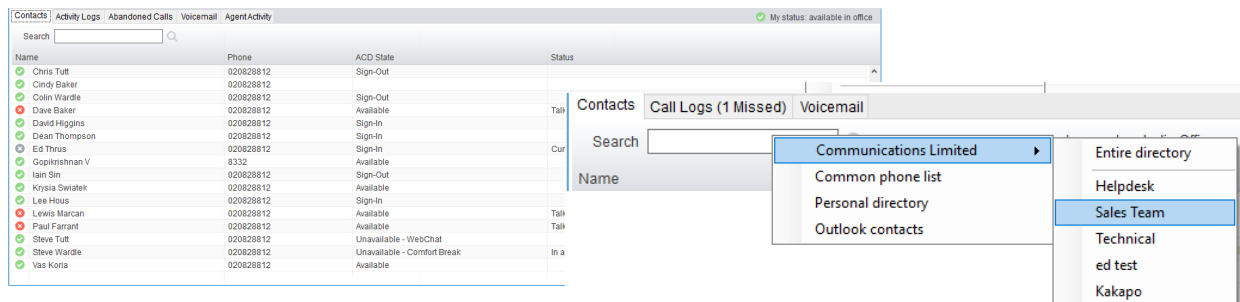 Contacts Activity Logs Abandoned Calls Voicemail Agent Activity My status: available in office
Search
Name Phone ACD State Status
Chris Tutt 020828812 Sign-Out
Cindy Baker 020828812
Colin Wardle 020828812 Sign-Out
Dave Baker 020828812 Available
David Higgins 020828812 Sign-In
Dean Thompson 020828812 Sign-In
Ed Thrus 020828812 Sign-In
Gopikrishnan V 8332 Available
Iain Sin 020828812 Sign-Out
Krysia Swiatek 020828812 Available
Lee Hous 020828812 Sign-In
Lewis Marcan 020828812 Available
Paul Farrant 020828812 Available
Steve Tutt 020828812 Unavailable - WebChat
Steve Wardle 020828812 Unavailable - Comfort Break In a
Vas Koria 020828812 Available
Contacts Call Logs (1 Missed) Voicemail
Search
Name
Communications Limited
Common phone list
Personal directory
Outlook contacts
Entire directory
Helpdesk
Sales Team
Technical
ed test
Kakapo